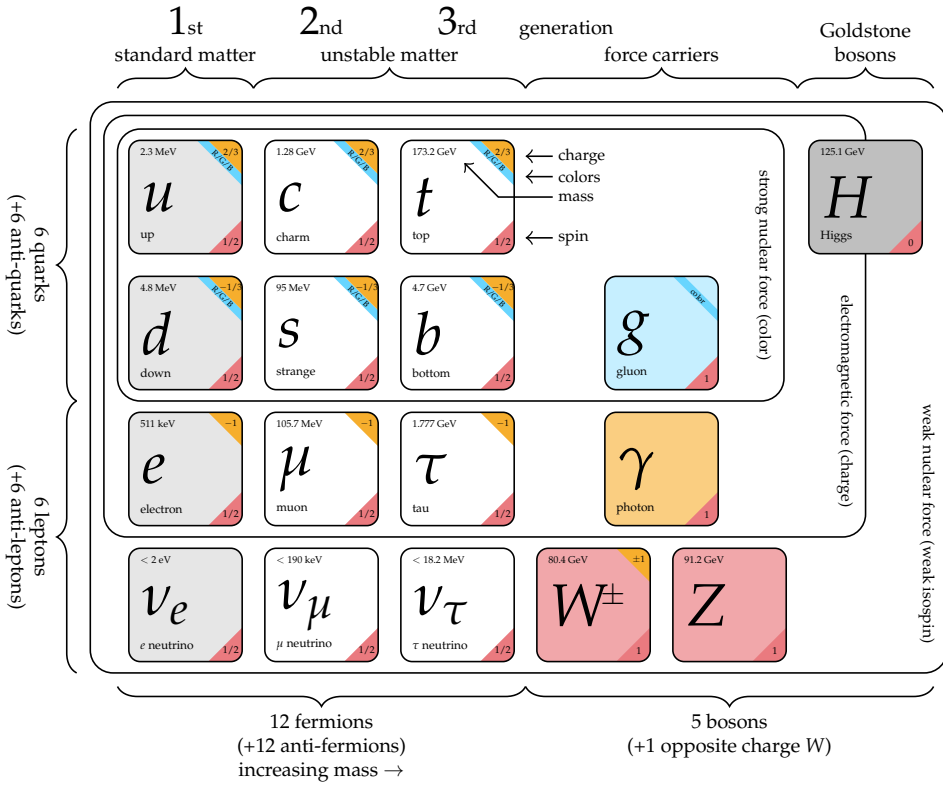 1st
2nd
3rd
generation
standard matter
unstable matter
force carriers
Goldstone
bosons
6 quarks
(+6 anti-quarks)
6 leptons
(+6 anti-leptons)
2.3 MeV
R/G/B
2/3
u
up
1/2
1.28 GeV
R/G/B
2/3
c
charm
1/2
173.2 GeV
R/G/B
2/3
t
top
1/2
← charge
← colors
mass
← spin
125.1 GeV
H
Higgs
0
4.8 MeV
R/G/B
−1/3
d
down
1/2
95 MeV
R/G/B
−1/3
s
strange
1/2
4.7 GeV
R/G/B
−1/3
b
bottom
1/2
color
g
gluon
1
strong nuclear force (color)
511 keV
−1
e
electron
1/2
105.7 MeV
−1
μ
muon
1/2
1.777 GeV
−1
τ
tau
1/2
γ
photon
1
electromagnetic force (charge)
< 2 eV
νe
e neutrino
1/2
< 190 keV
νμ
μ neutrino
1/2
< 18.2 MeV
ντ
τ neutrino
1/2
80.4 GeV
±1
W±
1
91.2 GeV
Z
1
weak nuclear force (weak isospin)
12 fermions
(+12 anti-fermions)
increasing mass →
5 bosons
(+1 opposite charge W)